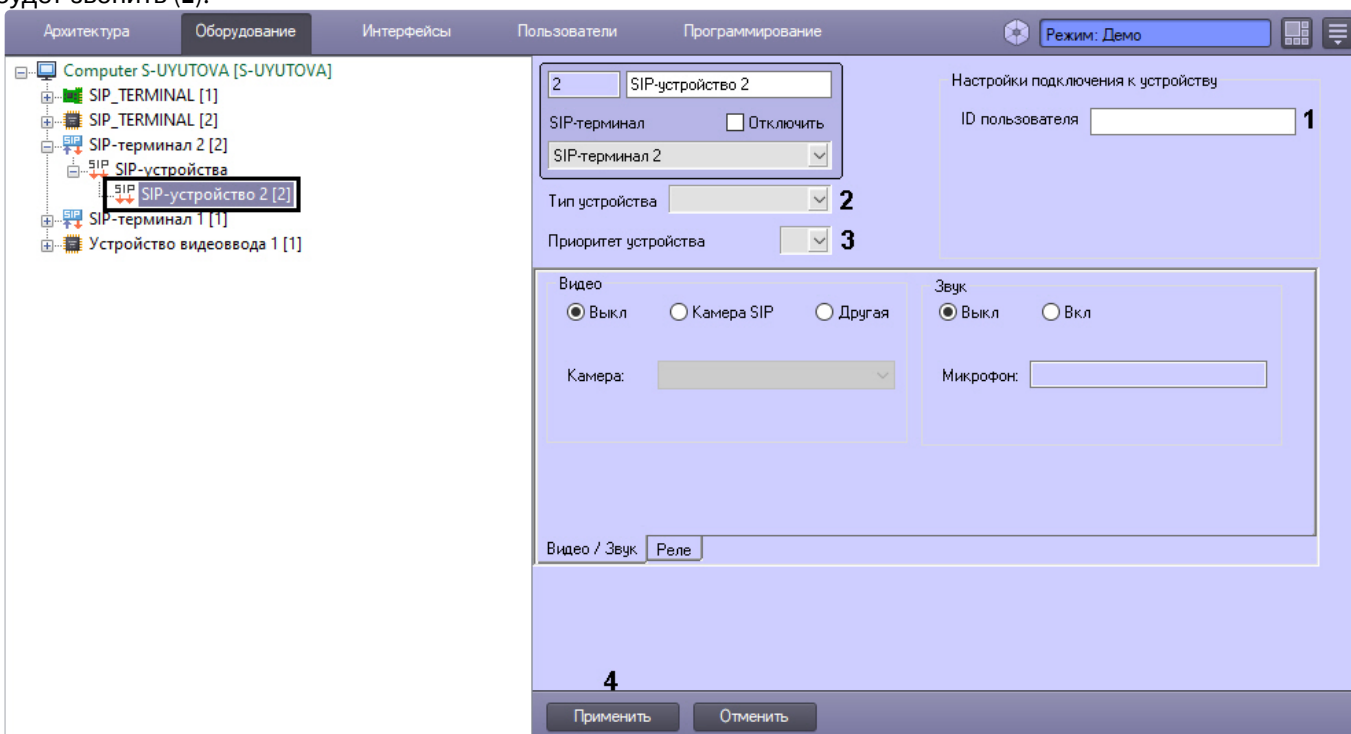 будет звонить (2).
Архитектура Оборудование Интерфейсы Пользователи Программирование Режим: Демо
Computer S-UYUTOVA [S-UYUTOVA]
SIP_TERMINAL [1]
SIP_TERMINAL [2]
SIP-терминал 2 [2]
SIP-устройства
SIP-устройство 2 [2]
SIP-терминал 1 [1]
Устройство видеоввода 1 [1]
2 SIP-устройство 2
SIP-терминал Отключить
SIP-терминал 2
Тип устройства 2
Приоритет устройства 3
Настройки подключения к устройству
ID пользователя 1
Видео
Выкл Камера SIP Другая
Камера:
Звук
Выкл Вкл
Микрофон:
Видео / Звук Реле
4
Применить Отменить